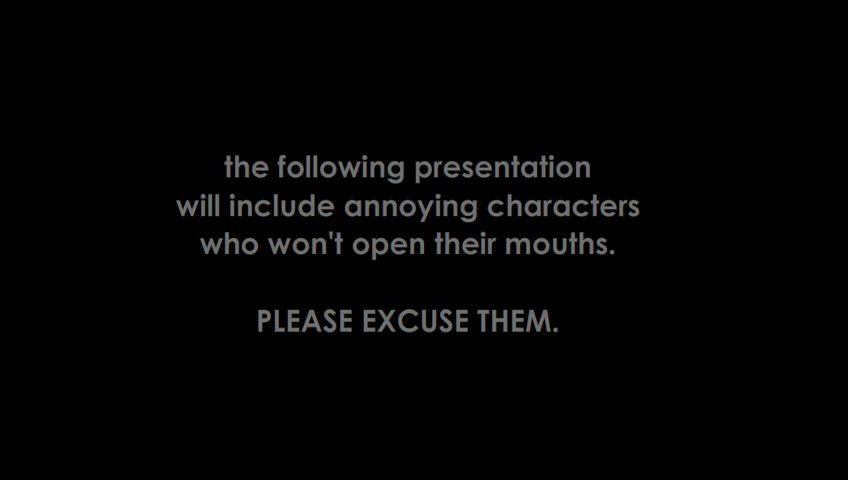 the following presentation
will include annoying characters
who won't open their mouths.
PLEASE EXCUSE THEM.